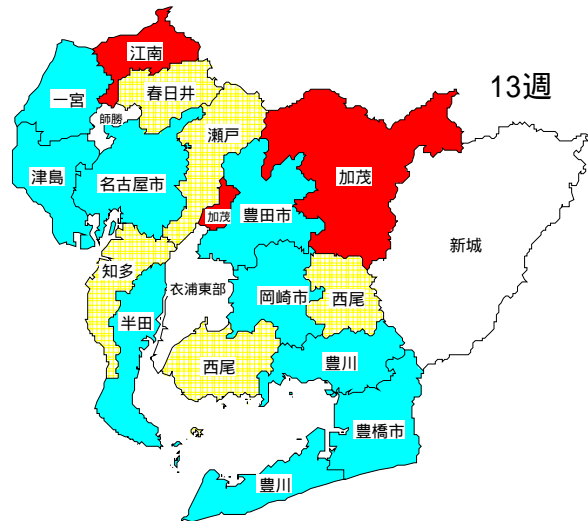 江南
13週
春日井
一宮
師勝
瀬戸
津島
名古屋市
加茂
加茂
豊田市
新城
知多
衣浦東部
岡崎市
西尾
半田
西尾
豊川
豊橋市
豊川